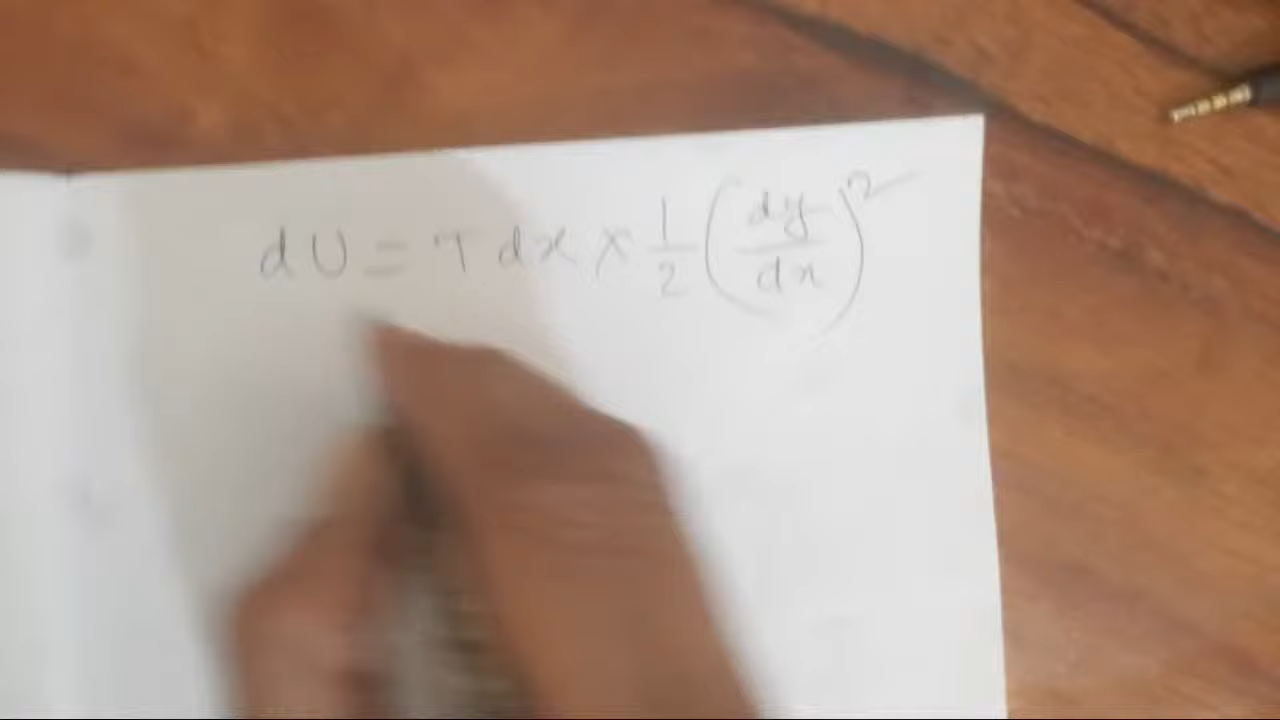 dU = T dx × 1/2 (dy/dx)²